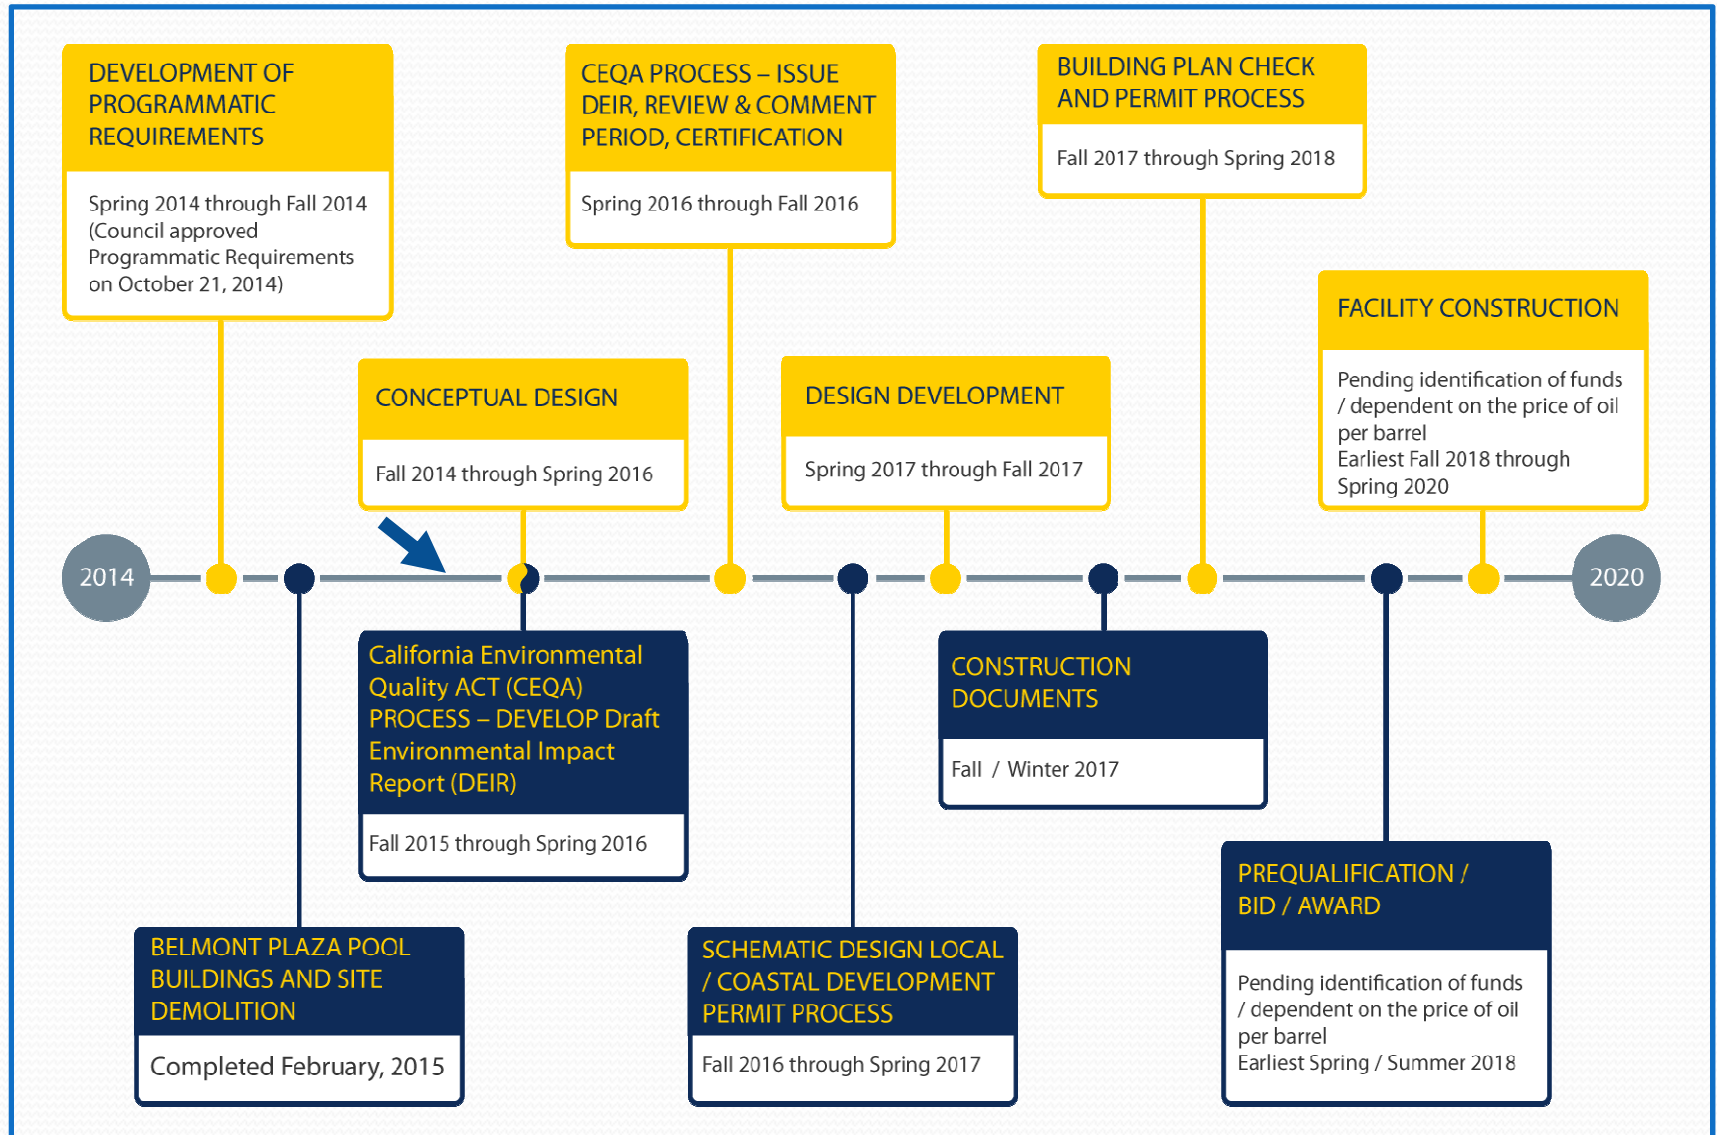 DEVELOPMENT OF
PROGRAMMATIC
REQUIREMENTS
Spring 2014 through Fall 2014
(Council approved
Programmatic Requirements
on October 21, 2014)
CEQA PROCESS – ISSUE
DEIR, REVIEW & COMMENT
PERIOD, CERTIFICATION
Spring 2016 through Fall 2016
BUILDING PLAN CHECK
AND PERMIT PROCESS
Fall 2017 through Spring 2018
CONCEPTUAL DESIGN
Fall 2014 through Spring 2016
DESIGN DEVELOPMENT
Spring 2017 through Fall 2017
FACILITY CONSTRUCTION
Pending identification of funds
/ dependent on the price of oil
per barrel
Earliest Fall 2018 through
Spring 2020
2014
2020
California Environmental
Quality ACT (CEQA)
PROCESS – DEVELOP Draft
Environmental Impact
Report (DEIR)
Fall 2015 through Spring 2016
CONSTRUCTION
DOCUMENTS
Fall / Winter 2017
BELMONT PLAZA POOL
BUILDINGS AND SITE
DEMOLITION
Completed February, 2015
SCHEMATIC DESIGN LOCAL
/ COASTAL DEVELOPMENT
PERMIT PROCESS
Fall 2016 through Spring 2017
PREQUALIFICATION /
BID / AWARD
Pending identification of funds
/ dependent on the price of oil
per barrel
Earliest Spring / Summer 2018